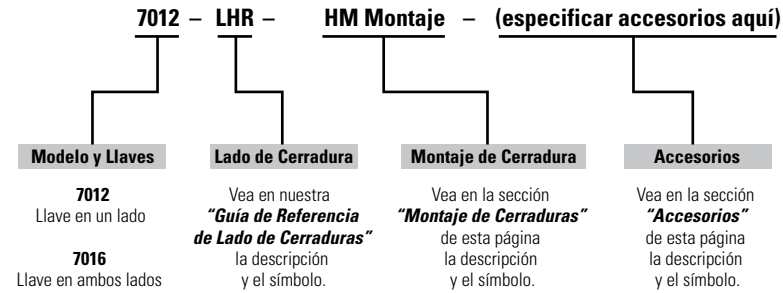 7012 – LHR – HM Montaje – (especificar accesorios aquí)
Modelo y Llaves
7012
Llave en un lado
7016
Llave en ambos lados
Lado de Cerradura
Vea en nuestra
“Guía de Referencia
de Lado de Cerraduras”
la descripción
y el símbolo.
Montaje de Cerradura
Vea en la sección
“Montaje de Cerraduras”
de esta página
la descripción
y el símbolo.
Accesorios
Vea en la sección
“Accesorios”
de esta página
la descripción
y el símbolo.